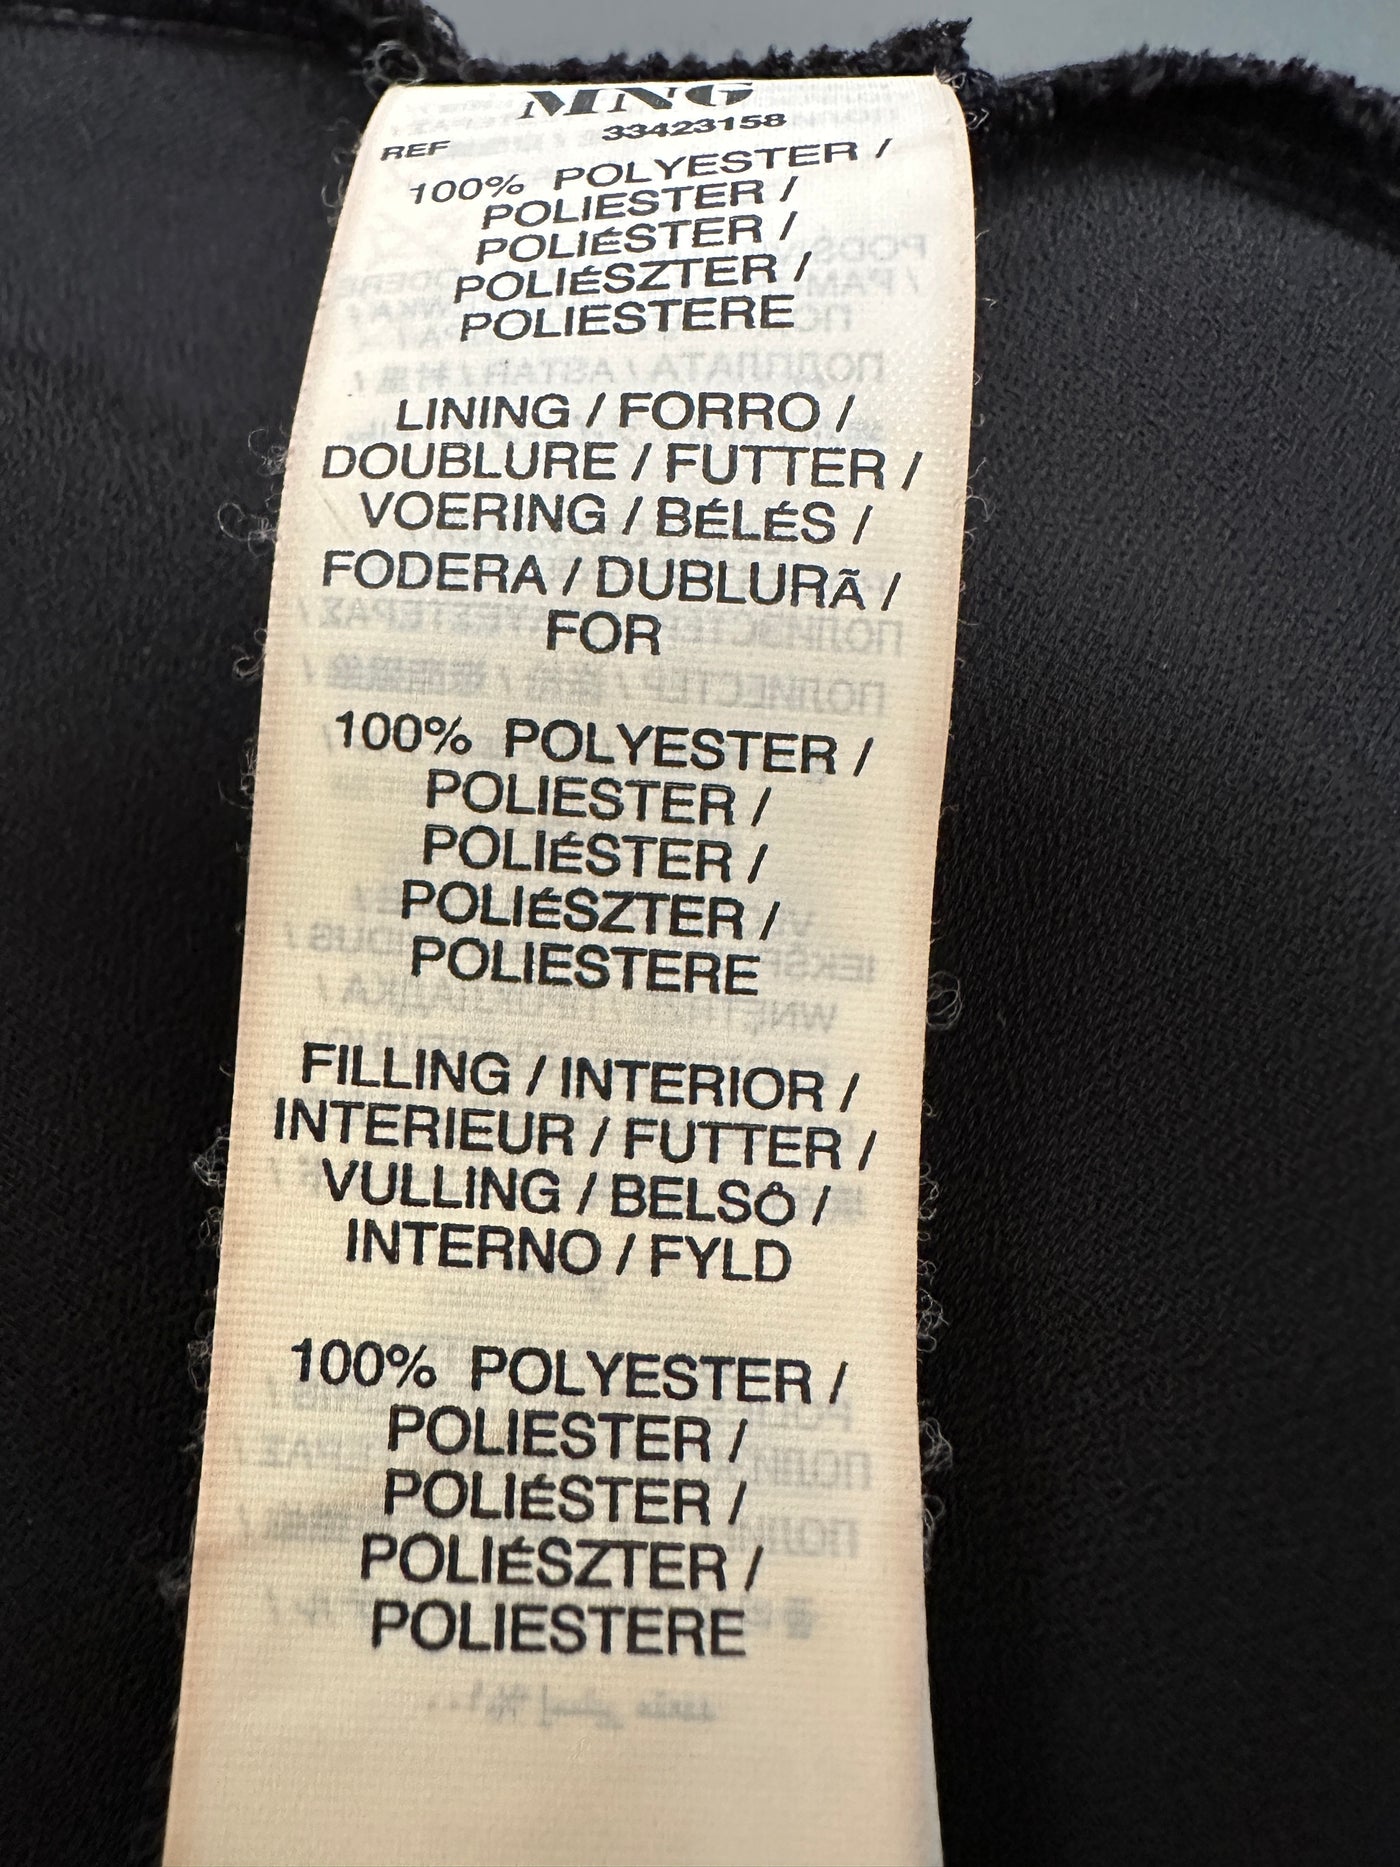 MNG
REF 33423158
100% POLYESTER /
POLIESTER /
POLIÉSTER /
POLIÉSZTER /
POLIESTERE
LINING / FORRO /
DOUBLURE / FUTTER /
VOERING / BÉLÉS /
FODERA / DUBLURÃ /
FOR
100% POLYESTER /
POLIESTER /
POLIÉSTER /
POLIÉSZTER /
POLIESTERE
FILLING / INTERIOR /
INTERIEUR / FUTTER /
VULLING / BELSÔ /
INTERNO / FYLD
100% POLYESTER /
POLIESTER /
POLIÉSTER /
POLIÉSZTER /
POLIESTERE